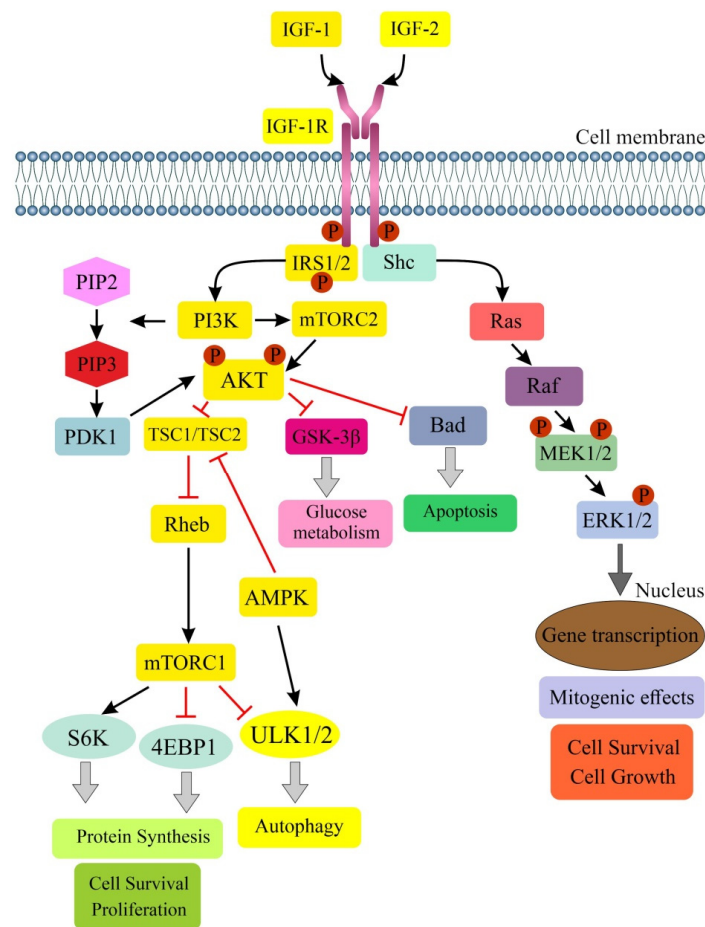 IGF-1
IGF-2
IGF-1R
Cell membrane
P
P
IRS1/2
Shc
P
PIP2
PI3K
mTORC2
Ras
P
P
PIP3
AKT
Raf
PDK1
TSC1/TSC2
GSK-3β
Bad
P
P
MEK1/2
P
Glucose
metabolism
Apoptosis
ERK1/2
Rheb
AMPK
Nucleus
Gene transcription
mTORC1
Mitogenic effects
S6K
4EBP1
ULK1/2
Cell Survival
Cell Growth
Protein Synthesis
Autophagy
Cell Survival
Proliferation